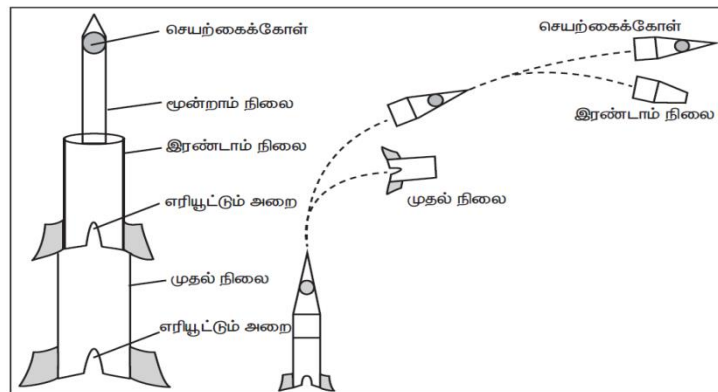 செயற்கைக்கோள்
மூன்றாம் நிலை
இரண்டாம் நிலை
எரியூட்டும் அறை
முதல் நிலை
எரியூட்டும் அறை
செயற்கைக்கோள்
இரண்டாம் நிலை
முதல் நிலை